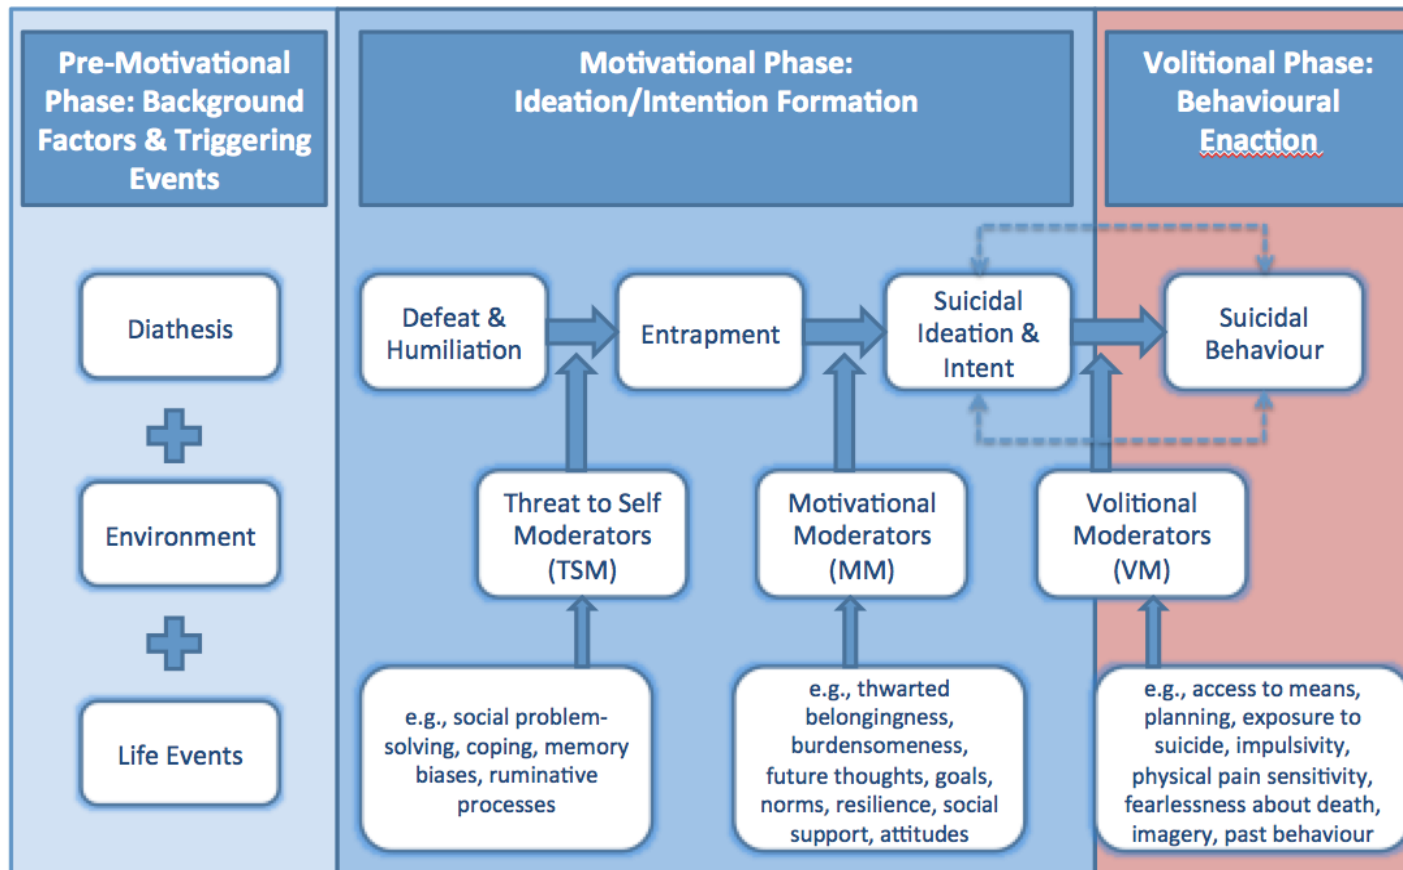 Pre-Motivational
Phase: Background
Factors & Triggering
Events
Motivational Phase:
Ideation/Intention Formation
Volitional Phase:
Behavioural
Enaction
Diathesis
Environment
Life Events
Defeat &
Humiliation
Entrapment
Suicidal
Ideation &
Intent
Suicidal
Behaviour
Threat to Self
Moderators
(TSM)
Motivational
Moderators
(MM)
Volitional
Moderators
(VM)
e.g., social problem-
solving, coping, memory
biases, ruminative
processes
e.g., thwarted
belongingness,
burdensomeness,
future thoughts, goals,
norms, resilience, social
support, attitudes
e.g., access to means,
planning, exposure to
suicide, impulsivity,
physical pain sensitivity,
fearlessness about death,
imagery, past behaviour